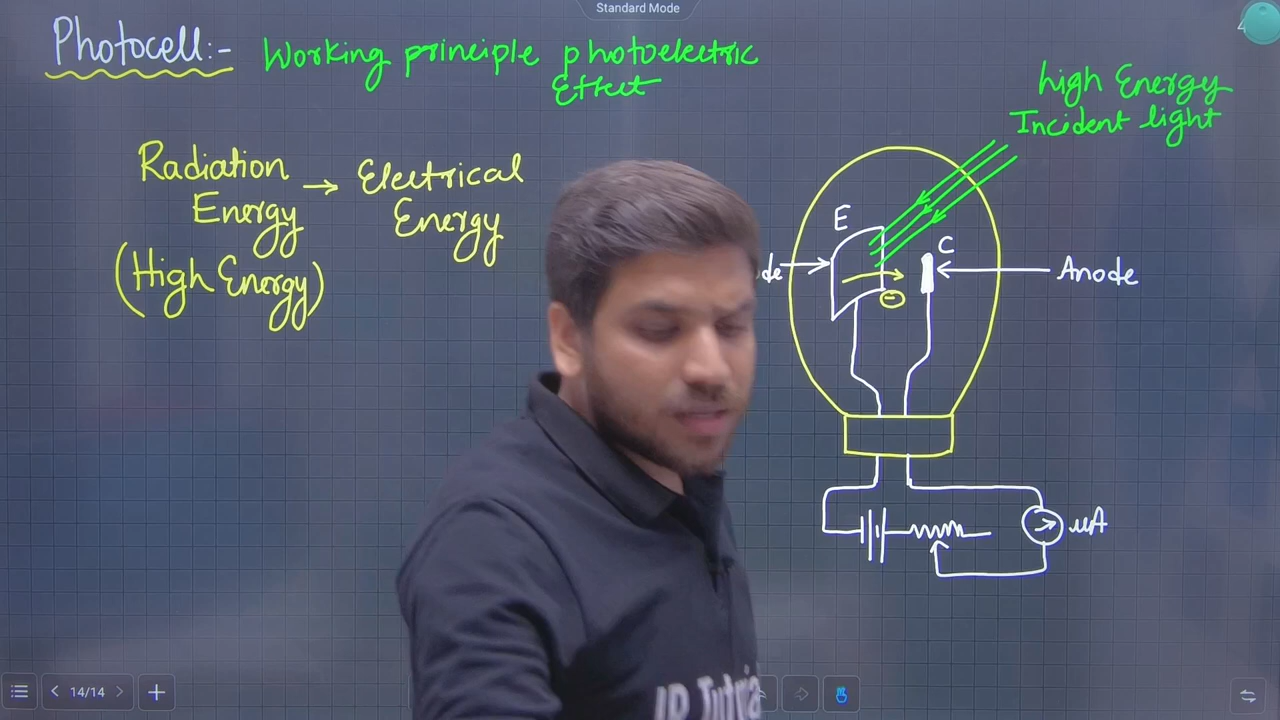 Standard Mode
Photocell:- Working principle photoelectric
Effect
high Energy
Incident light
Radiation → Electrical
Energy Energy
(High Energy)
E
C
de
Anode
⊖
μA
14/14